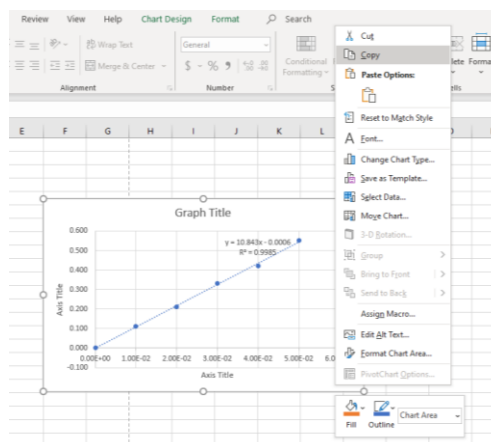 Review View Help Chart Design Format Search
Wrap Text
General
Merge & Center
$ % 9
Conditional
Formatting
lete Forma
Alignment
Number
ells
E F G H I J K L
Cut
Copy
Paste Options:
Reset to Match Style
Font...
Change Chart Type...
Save as Template...
Select Data...
Move Chart...
3-D Rotation...
Group
Bring to Front
Send to Back
Assign Macro...
Edit Alt Text...
Format Chart Area...
PivotChart Options...
Fill
Outline
Chart Area
Graph Title
y = 10.843x - 0.0006
R² = 0.9985
0.600
0.500
0.400
0.300
0.200
0.100
0.000
-0.100
Axis Title
0.00E+00 1.00E-02 2.00E-02 3.00E-02 4.00E-02 5.00E-02 6.0
Axis Title